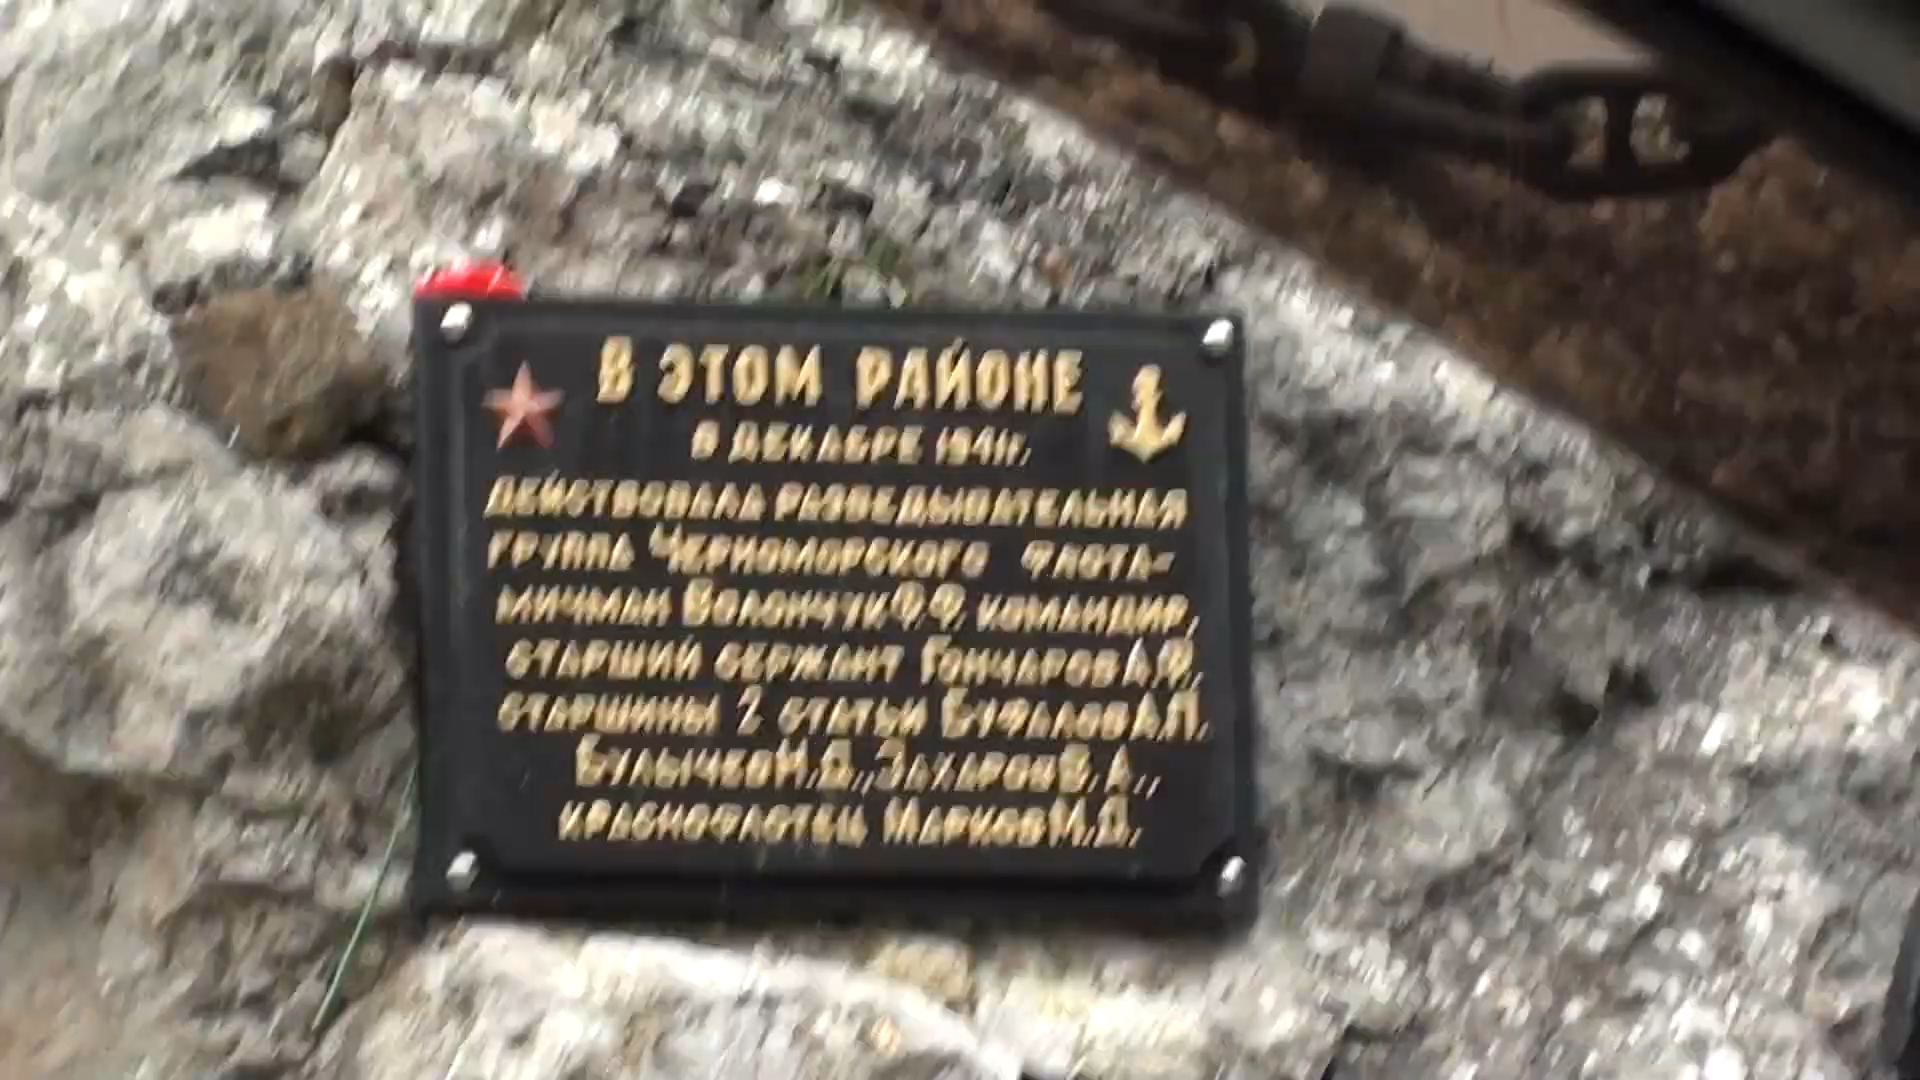 В ЭТОМ РАЙОНЕ
В ДЕКАБРЕ 1941г.
ДЕЙСТВОВАЛА РАЗВЕДЫВАТЕЛЬНАЯ
ГРУППА ЧЕРНОМОРСКОГО ФЛОТА-
МИЧМАН ВОЛОНЧУК Ф.Ф. КОМАНДИР,
СТАРШИЙ СЕРЖАНТ ГОНЧАРОВ А.Ф.,
СТАРШИНЫ 2 СТАТЬИ БУФАЛОВ А.П.
БУЛЫЧЕВ Н.Д., ЗАХАРОВ В.А.,
КРАСНОФЛОТЕЦ МАРКОВ М.Д.